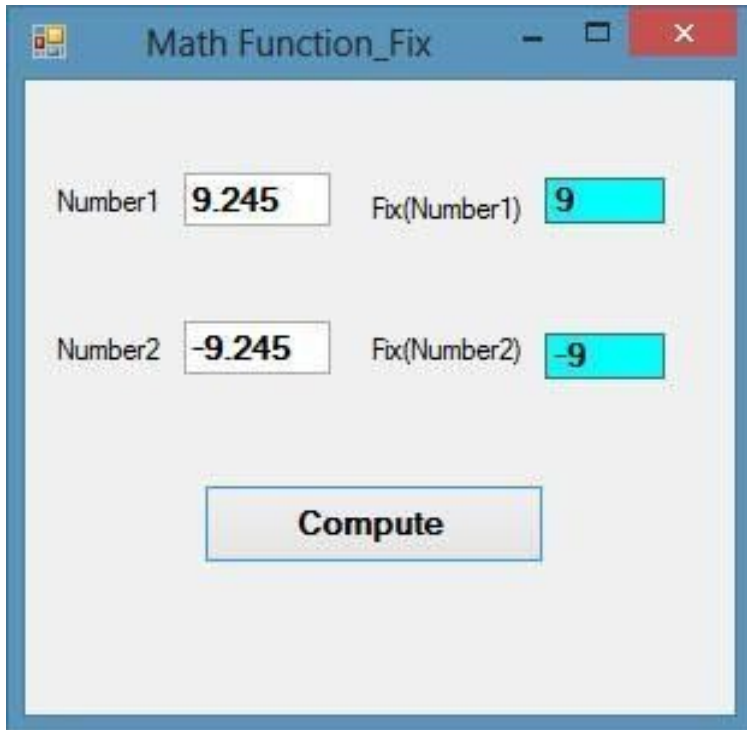 Math Function_Fix
Number1 9.245 Fix(Number1) 9
Number2 -9.245 Fix(Number2) -9
Compute